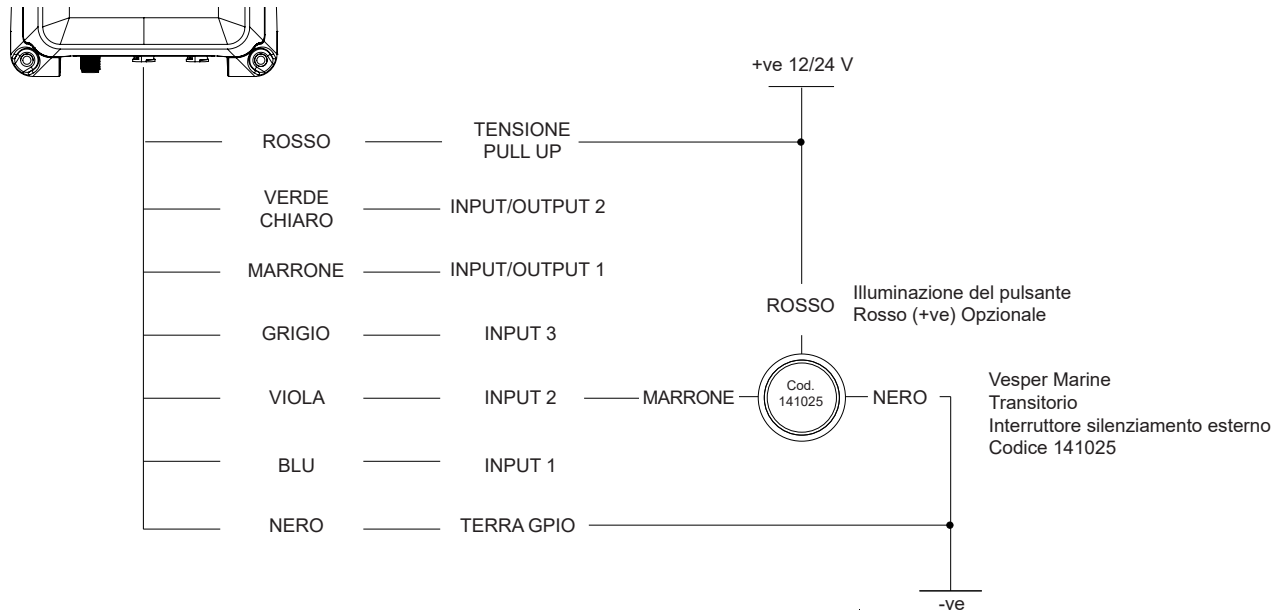 +ve 12/24 V
ROSSO
TENSIONE
PULL UP
VERDE
CHIARO
INPUT/OUTPUT 2
MARRONE
INPUT/OUTPUT 1
ROSSO
Illuminazione del pulsante
Rosso (+ve) Opzionale
GRIGIO
INPUT 3
VIOLA
INPUT 2
MARRONE
Cod.
141025
NERO
Vesper Marine
Transitorio
Interruttore silenziamento esterno
Codice 141025
BLU
INPUT 1
NERO
TERRA GPIO
-ve